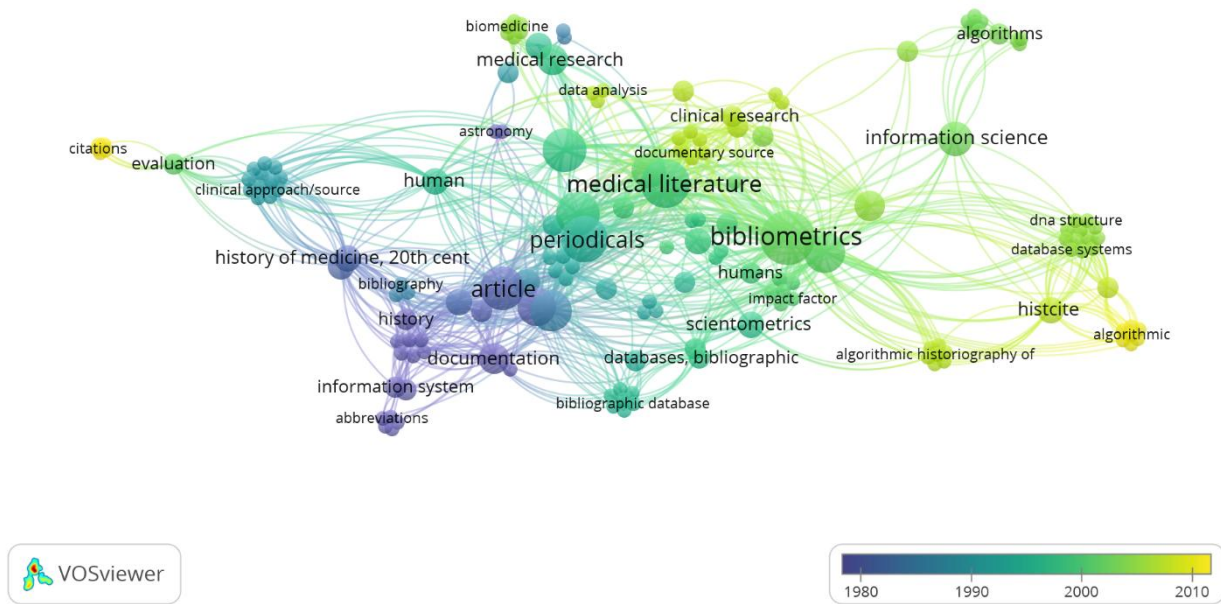 biomedicine
algorithms
medical research
data analysis
clinical research
astronomy
information science
citations
documentary source
evaluation
human
clinical approach/source
medical literature
dna structure
bibliometrics
periodicals
database systems
history of medicine, 20th cent
humans
bibliography
article
impact factor
histcite
history
scientometrics
algorithmic
documentation
databases, bibliographic
algorithmic historiography of
information system
bibliographic database
abbreviations
VOSviewer
1980 1990 2000 2010